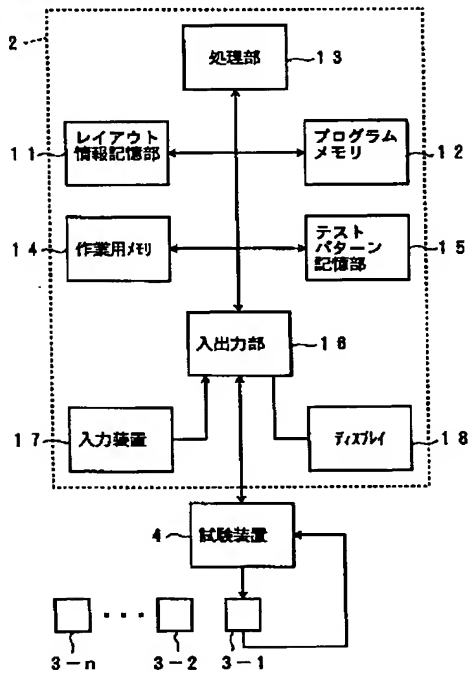 2
処理部
13
レイアウト
情報記憶部
11
プログラム
メモリ
12
作業用ﾒﾓﾘ
14
テスト
パターン
記憶部
15
入出力部
16
入力装置
17
ﾃﾞｨｽﾌﾟﾚｲ
18
試験装置
4
・・・
3-n
3-2
3-1